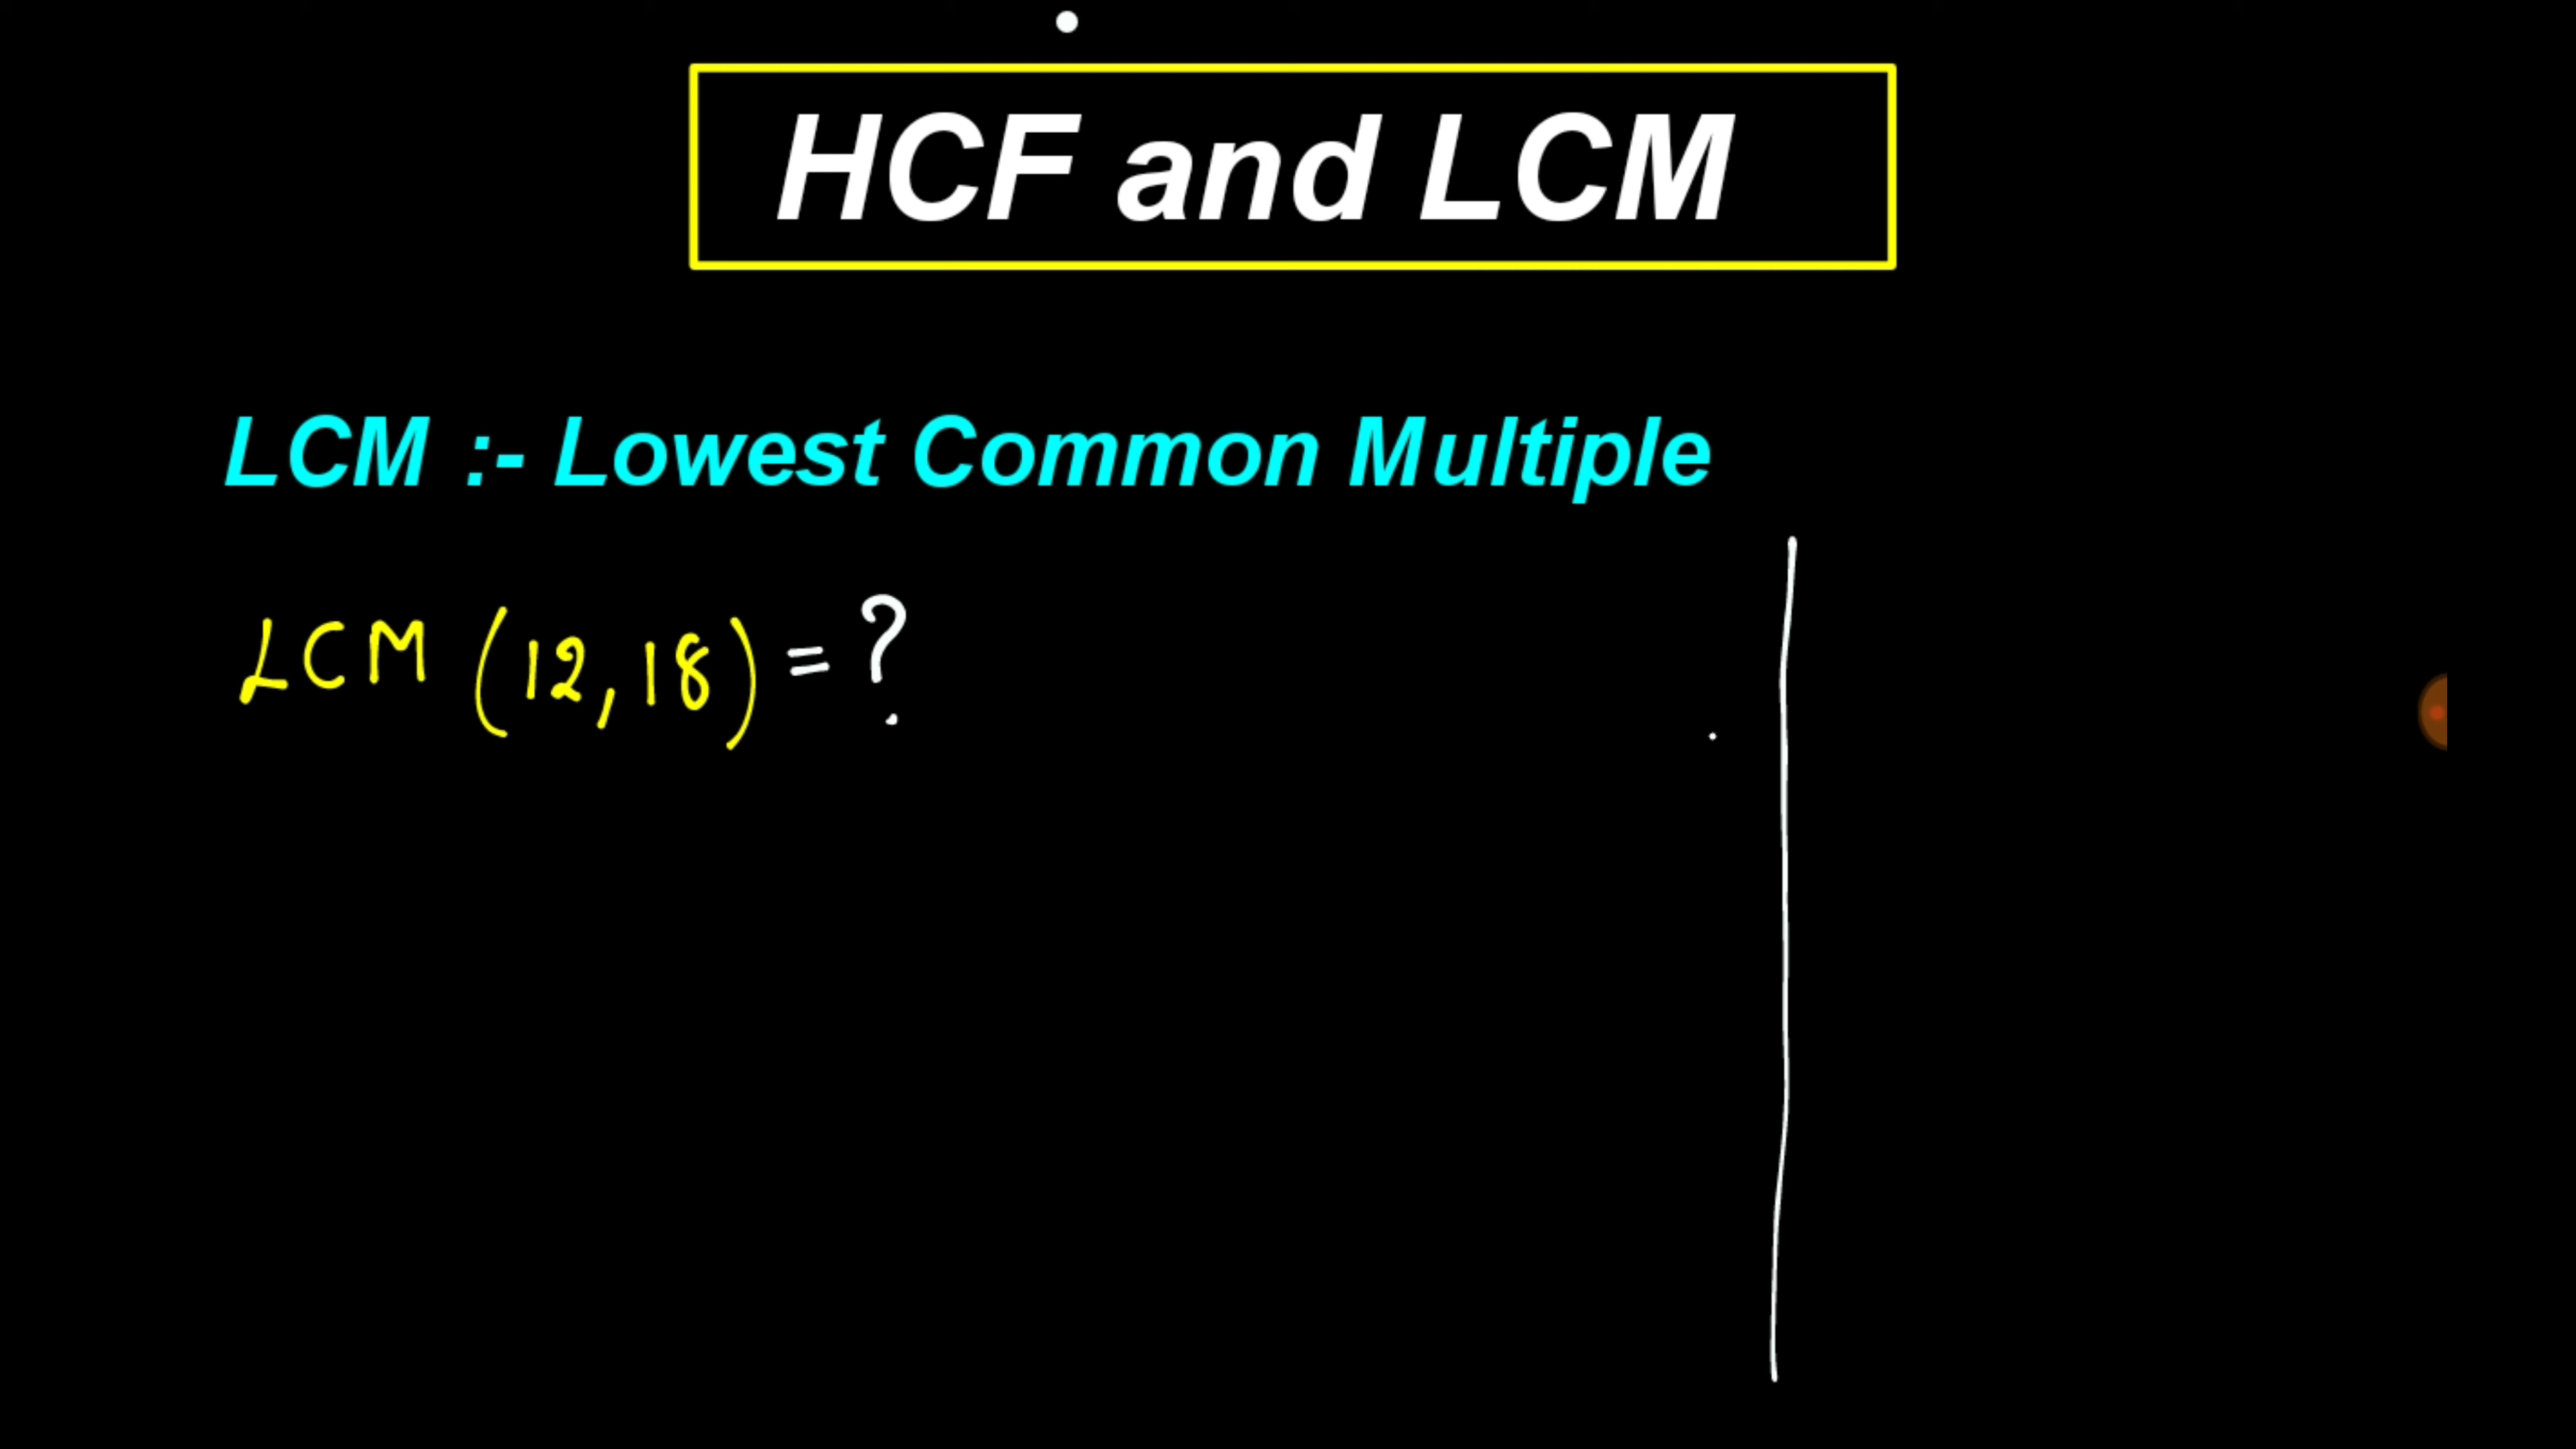 HCF and LCM
LCM :- Lowest Common Multiple
LCM (12, 18) = ?